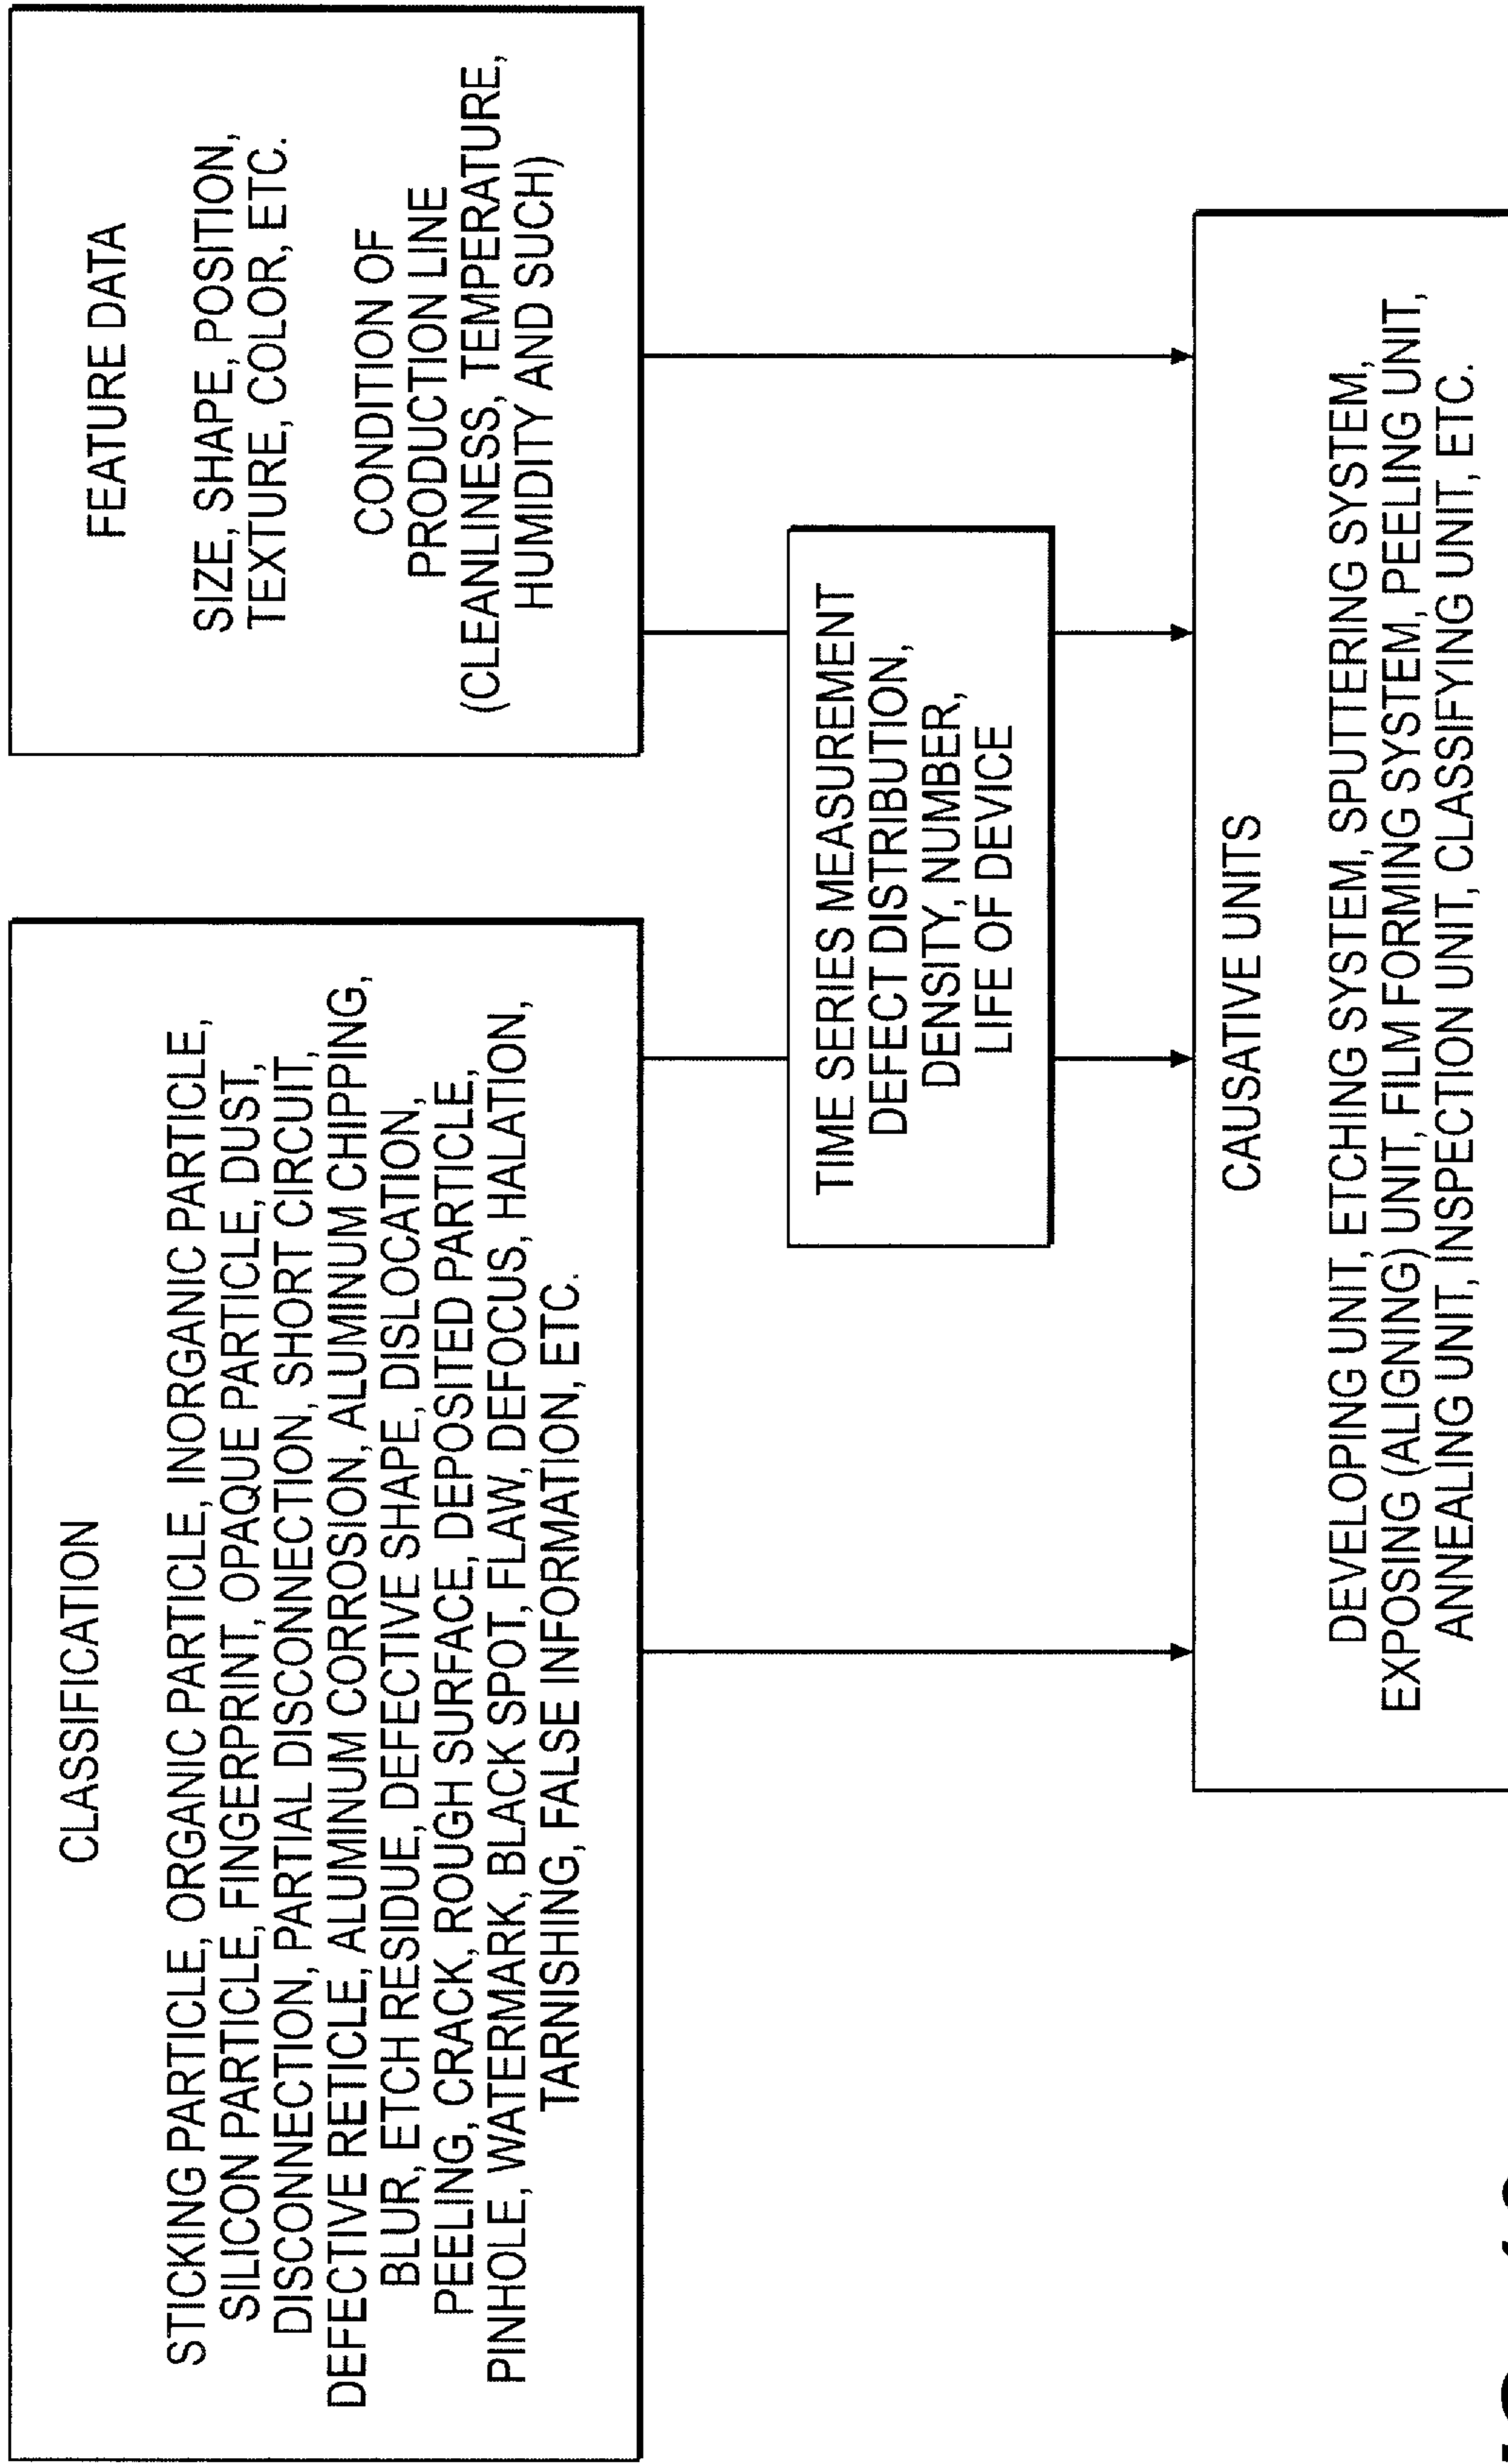 CLASSIFICATION
STICKING PARTICLE, ORGANIC PARTICLE, INORGANIC PARTICLE,
SILICON PARTICLE, FINGERPRINT, OPAQUE PARTICLE, DUST,
DISCONNECTION, PARTIAL DISCONNECTION, SHORT CIRCUIT,
DEFECTIVE RETICLE, ALUMINUM CORROSION, ALUMINUM CHIPPING,
BLUR, ETCH RESIDUE, DEFECTIVE SHAPE, DISLOCATION,
PEELING, CRACK, ROUGH SURFACE, DEPOSITED PARTICLE,
PINHOLE, WATERMARK, BLACK SPOT, FLAW, DEFOCUS, HALATION,
TARNISHING, FALSE INFORMATION, ETC.
FEATURE DATA
SIZE, SHAPE, POSITION,
TEXTURE, COLOR, ETC.
CONDITION OF
PRODUCTION LINE
(CLEANLINESS, TEMPERATURE,
HUMIDITY AND SUCH)
TIME SERIES MEASUREMENT
DEFECT DISTRIBUTION,
DENSITY, NUMBER,
LIFE OF DEVICE
CAUSATIVE UNITS
DEVELOPING UNIT, ETCHING SYSTEM, SPUTTERING SYSTEM,
EXPOSING (ALIGNING) UNIT, FILM FORMING SYSTEM, PEELING UNIT,
ANNEALING UNIT, INSPECTION UNIT, CLASSIFYING UNIT, ETC.